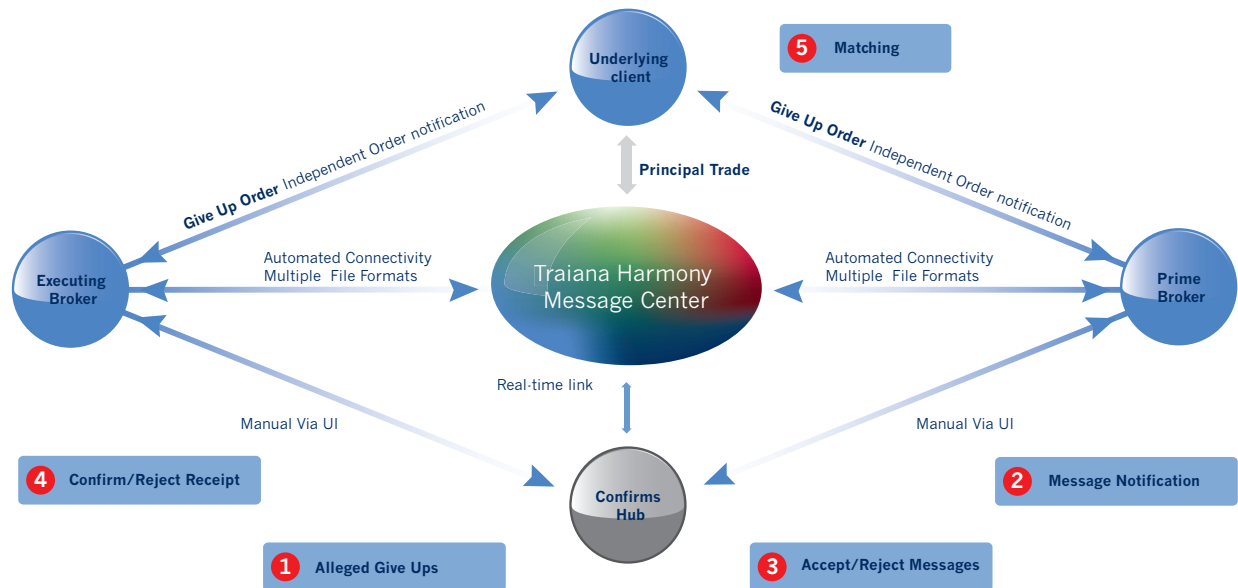 Underlying
client
5 Matching
Give Up Order Independent Order notification
Give Up Order Independent Order notification
Principal Trade
Executing
Broker
Automated Connectivity
Multiple File Formats
Traiana Harmony
Message Center
Automated Connectivity
Multiple File Formats
Prime
Broker
Real-time link
Manual Via UI
Manual Via UI
4 Confirm/Reject Receipt
Confirms
Hub
2 Message Notification
1 Alleged Give Ups
3 Accept/Reject Messages